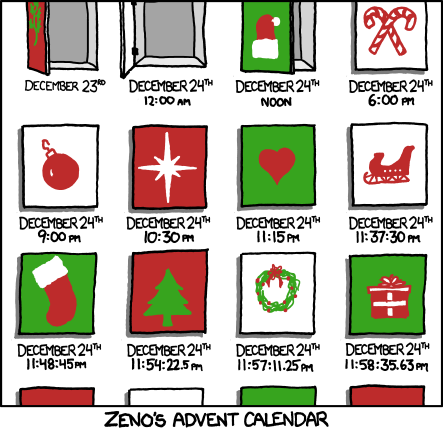 DECEMBER 23RD
DECEMBER 24TH
12:00 AM
DECEMBER 24TH
NOON
DECEMBER 24TH
6:00 PM
DECEMBER 24TH
9:00 PM
DECEMBER 24TH
10:30 PM
DECEMBER 24TH
11:15 PM
DECEMBER 24TH
11:37:30 PM
DECEMBER 24TH
11:48:45 PM
DECEMBER 24TH
11:54:22.5 PM
DECEMBER 24TH
11:57:11.25 PM
DECEMBER 24TH
11:58:35.63 PM
ZENO'S ADVENT CALENDAR